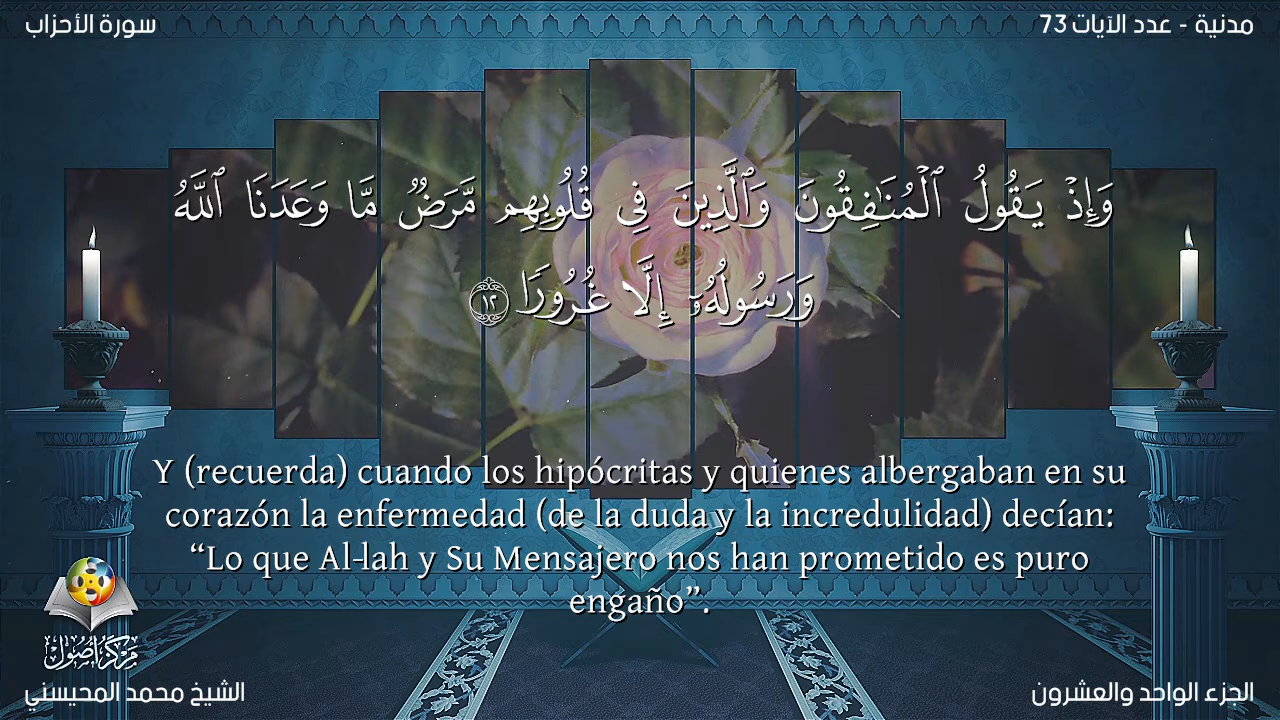 سورة الأحزاب
مدنية - عدد الآيات 73
وَإِذْ يَقُولُ ٱلْمُنَٰفِقُونَ وَٱلَّذِينَ فِى قُلُوبِهِم مَّرَضٌ مَّا وَعَدَنَا ٱللَّهُ
وَرَسُولُهُۥٓ إِلَّا غُرُورًا ١٢
Y (recuerda) cuando los hipócritas y quienes albergaban en su
corazón la enfermedad (de la duda y la incredulidad) decían:
“Lo que Al-lah y Su Mensajero nos han prometido es puro
engaño”.
مركز أصول
الشيخ محمد المحيسني
الجزء الواحد والعشرون